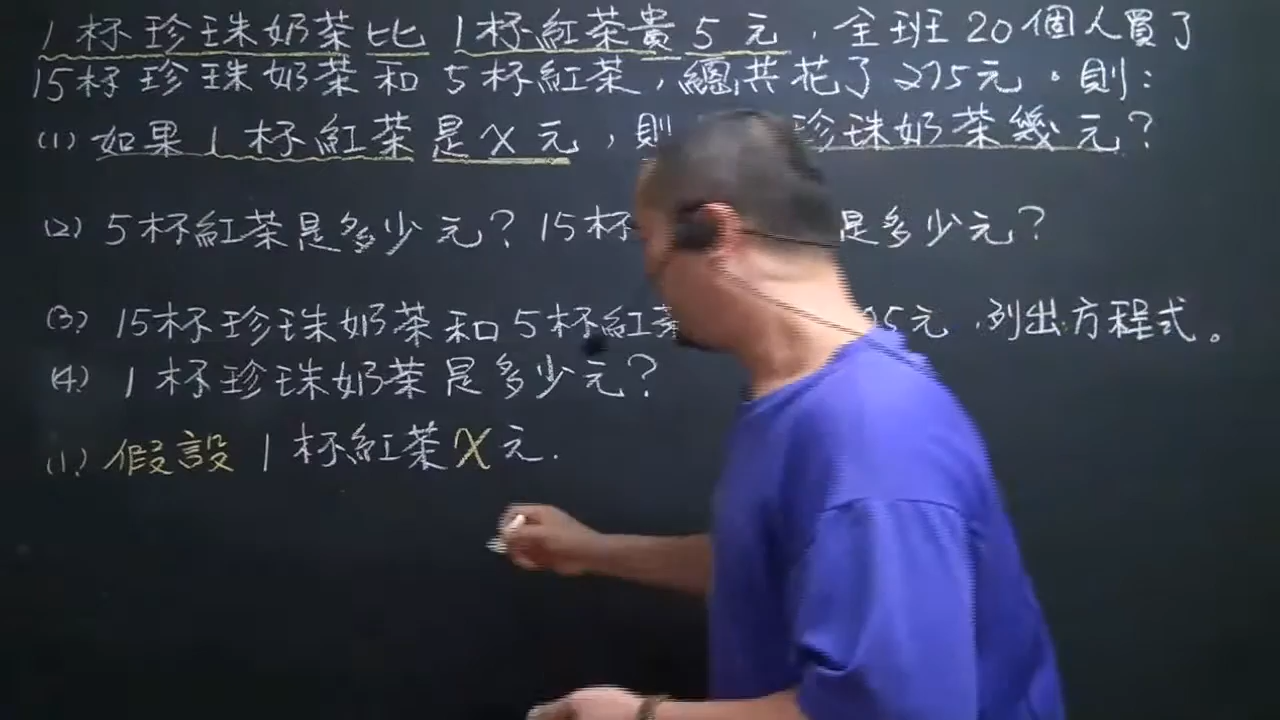 1杯珍珠奶茶比1杯紅茶貴5元,全班20個人買了
15杯珍珠奶茶和5杯紅茶,總共花了275元。則:
(1)如果1杯紅茶是X元,則 珍珠奶茶幾元?
(2) 5杯紅茶是多少元?15杯 是多少元?
(3) 15杯珍珠奶茶和5杯紅茶 5元,列出方程式。
(4) 1杯珍珠奶茶是多少元?
(1)假設1杯紅茶X元.